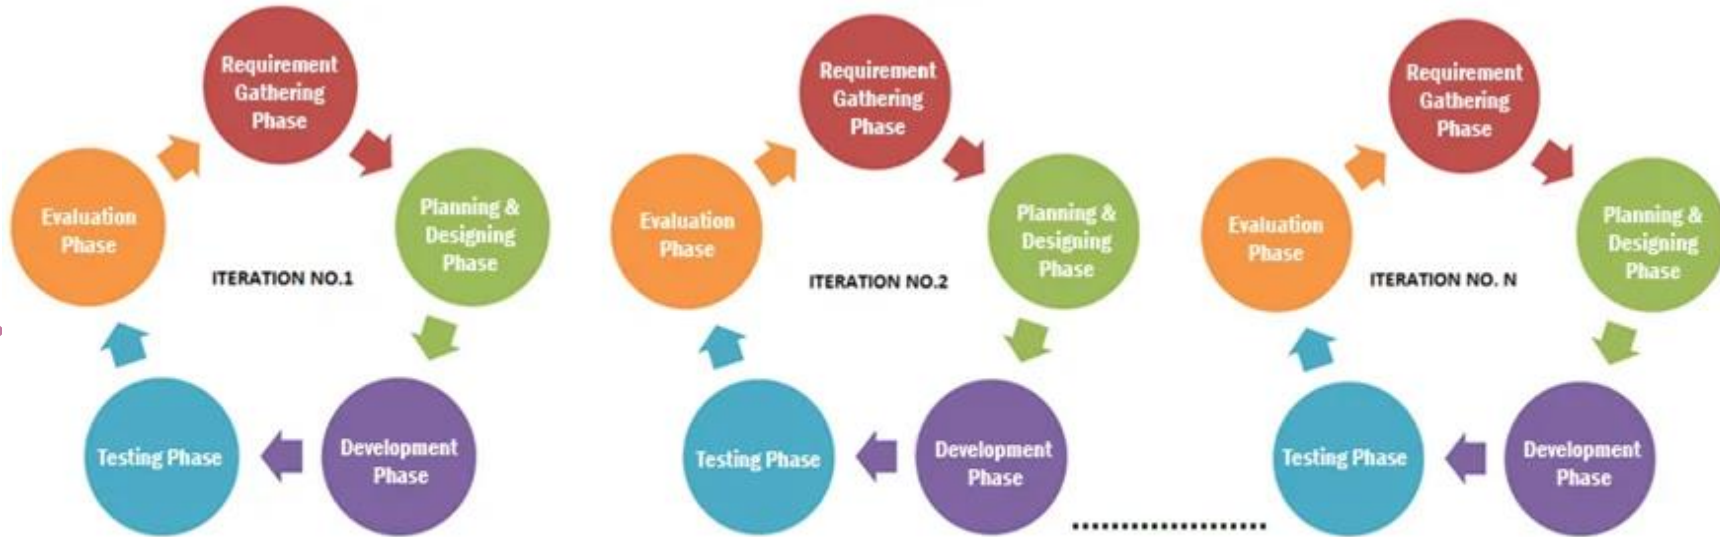 Requirement
Gathering
Phase
Planning &
Designing
Phase
Development
Phase
Testing Phase
Evaluation
Phase
ITERATION NO.1
Requirement
Gathering
Phase
Planning &
Designing
Phase
Development
Phase
Testing Phase
Evaluation
Phase
ITERATION NO.2
Requirement
Gathering
Phase
Planning &
Designing
Phase
Development
Phase
Testing Phase
Evaluation
Phase
ITERATION NO. N